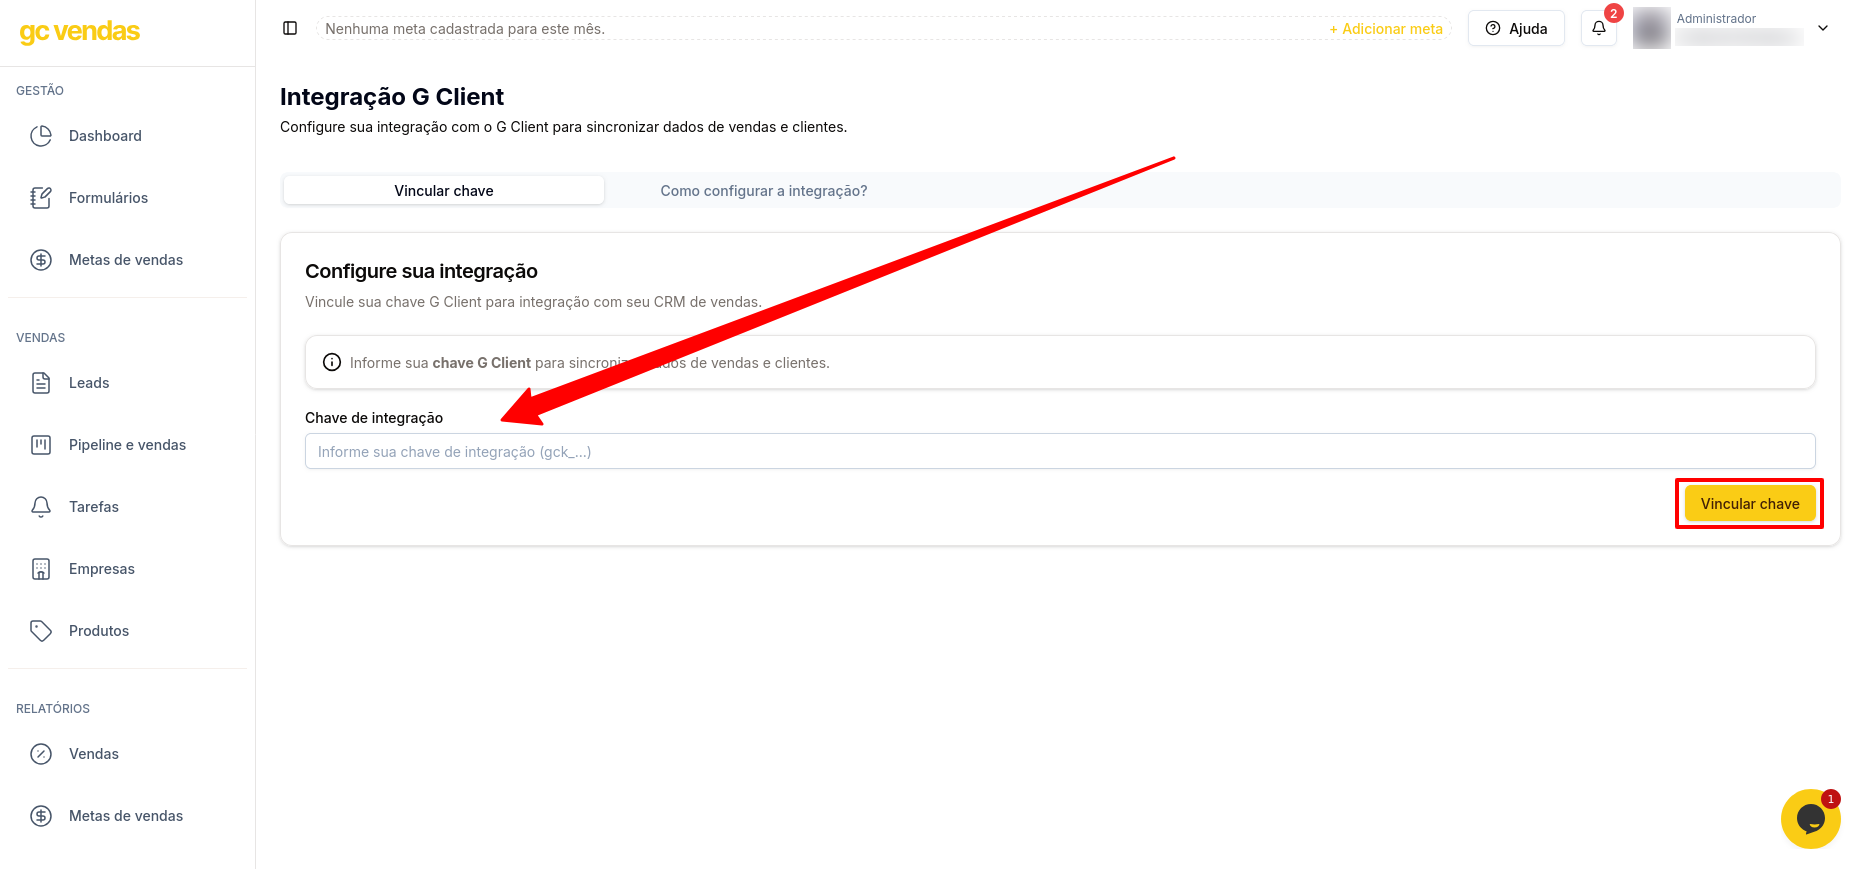 gc vendas
GESTÃO
Dashboard
Formulários
Metas de vendas
VENDAS
Leads
Pipeline e vendas
Tarefas
Empresas
Produtos
RELATÓRIOS
Vendas
Metas de vendas
Nenhuma meta cadastrada para este mês.
+ Adicionar meta
Ajuda
2
Administrador
Integração G Client
Configure sua integração com o G Client para sincronizar dados de vendas e clientes.
Vincular chave
Como configurar a integração?
Configure sua integração
Vincule sua chave G Client para integração com seu CRM de vendas.
Informe sua chave G Client para sincronizar dados de vendas e clientes.
Chave de integração
Informe sua chave de integração (gck_...)
Vincular chave
1